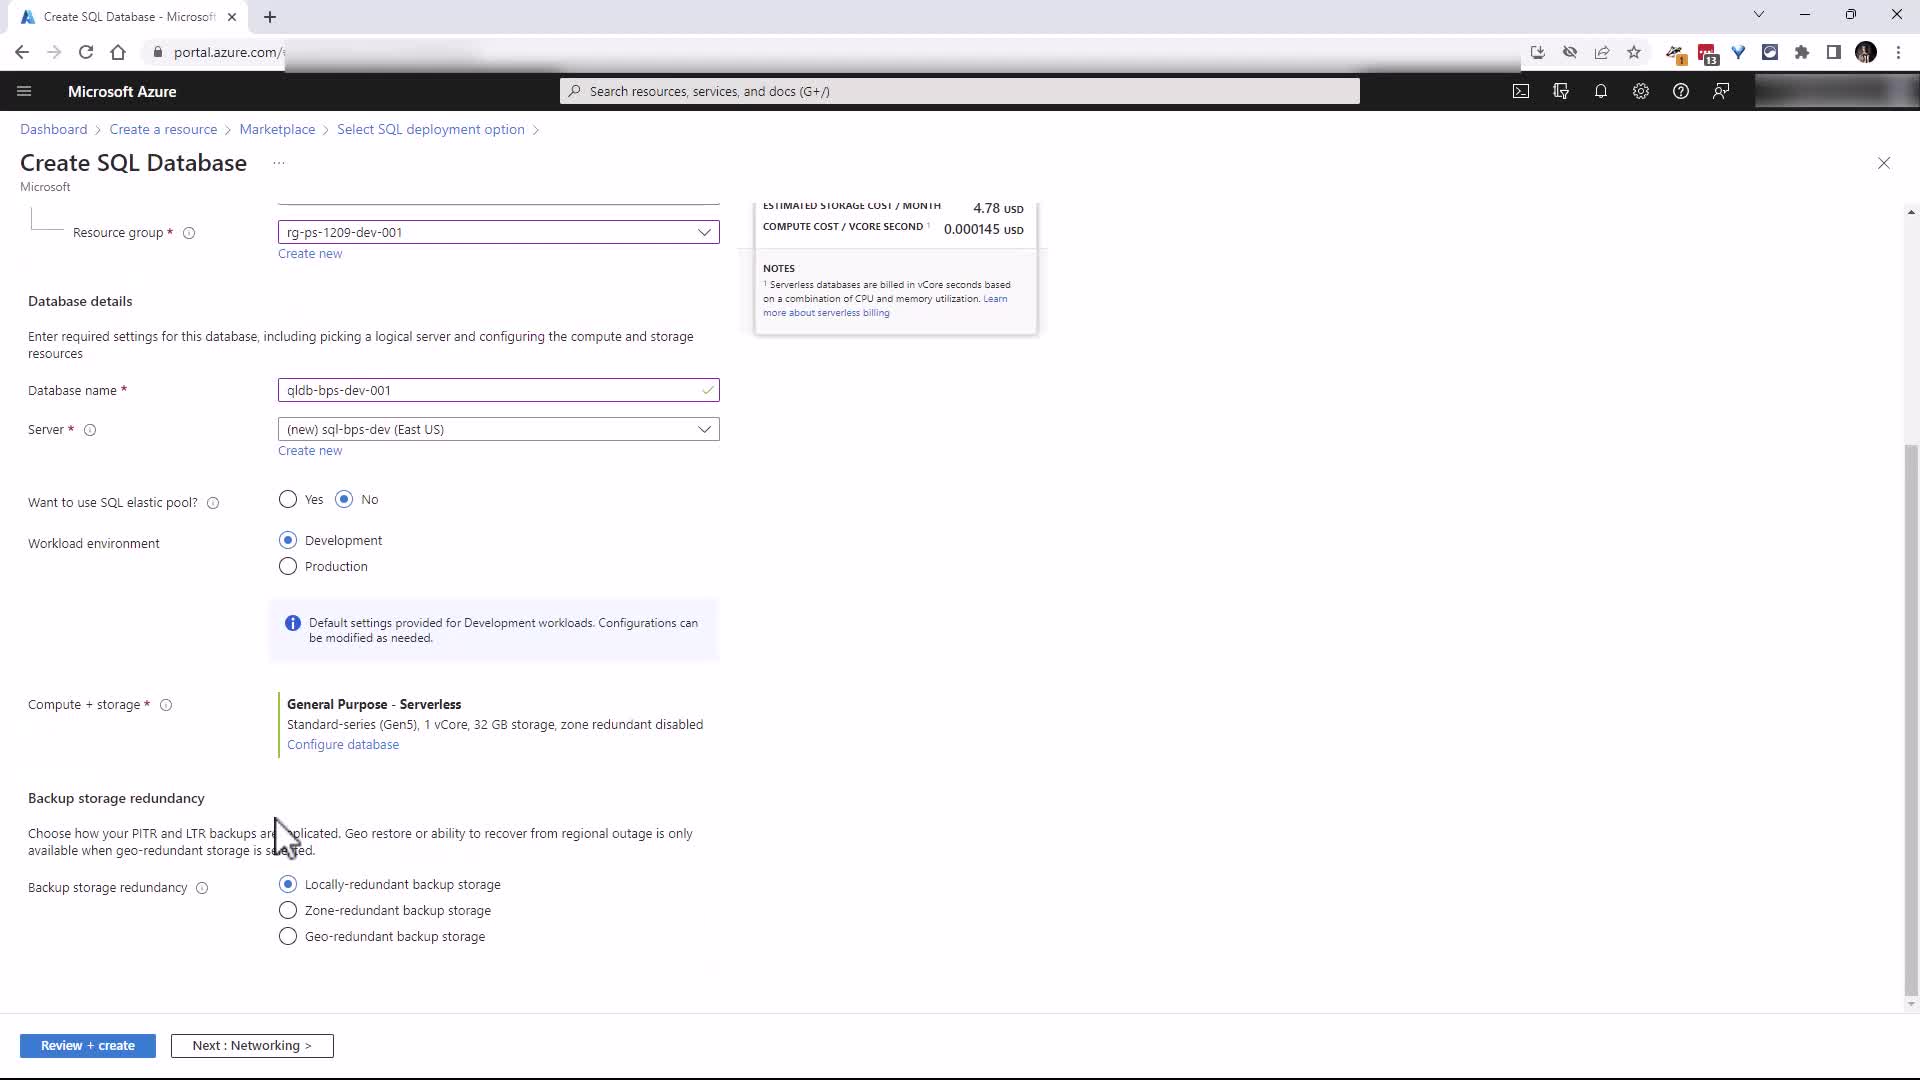 Create SQL Database - Microsoft
portal.azure.com/
1
13
Microsoft Azure
Search resources, services, and docs (G+/)
Dashboard > Create a resource > Marketplace > Select SQL deployment option >
Create SQL Database ...
Microsoft
Resource group *
rg-ps-1209-dev-001
Create new
ESTIMATED STORAGE COST / MONTH 4.78 USD
COMPUTE COST / VCORE SECOND 1 0.000145 USD
NOTES
1 Serverless databases are billed in vCore seconds based
on a combination of CPU and memory utilization. Learn
more about serverless billing
Database details
Enter required settings for this database, including picking a logical server and configuring the compute and storage
resources
Database name *
qldb-bps-dev-001
Server *
(new) sql-bps-dev (East US)
Create new
Want to use SQL elastic pool?
Yes No
Workload environment
Development
Production
Default settings provided for Development workloads. Configurations can
be modified as needed.
Compute + storage *
General Purpose - Serverless
Standard-series (Gen5), 1 vCore, 32 GB storage, zone redundant disabled
Configure database
Backup storage redundancy
Choose how your PITR and LTR backups are replicated. Geo restore or ability to recover from regional outage is only
available when geo-redundant storage is selected.
Backup storage redundancy
Locally-redundant backup storage
Zone-redundant backup storage
Geo-redundant backup storage
Review + create
Next : Networking >